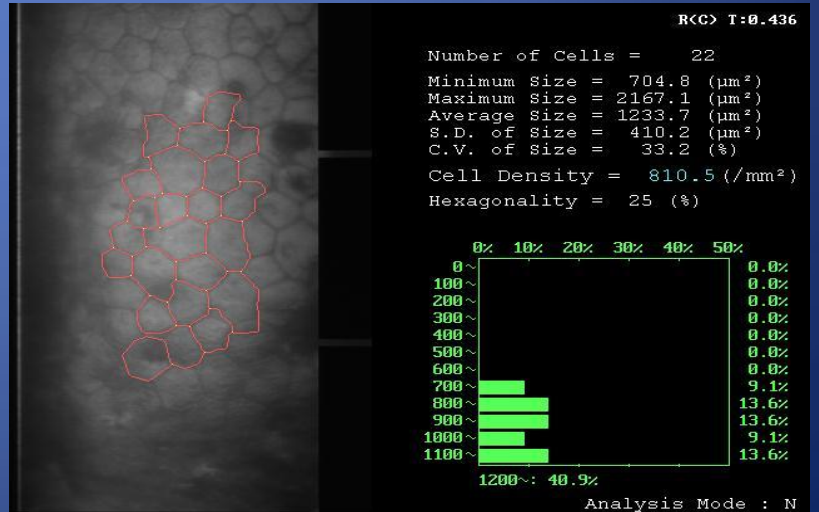 R(C) T:0.436
Number of Cells = 22
Minimum Size = 704.8 (µm²)
Maximum Size = 2167.1 (µm²)
Average Size = 1233.7 (µm²)
S.D. of Size = 410.2 (µm²)
C.V. of Size = 33.2 (%)
Cell Density = 810.5 (/mm²)
Hexagonality = 25 (%)
0% 10% 20% 30% 40% 50%
0~ 0.0%
100~ 0.0%
200~ 0.0%
300~ 0.0%
400~ 0.0%
500~ 0.0%
600~ 0.0%
700~ 9.1%
800~ 13.6%
900~ 13.6%
1000~ 9.1%
1100~ 13.6%
1200~: 40.9%
Analysis Mode : N